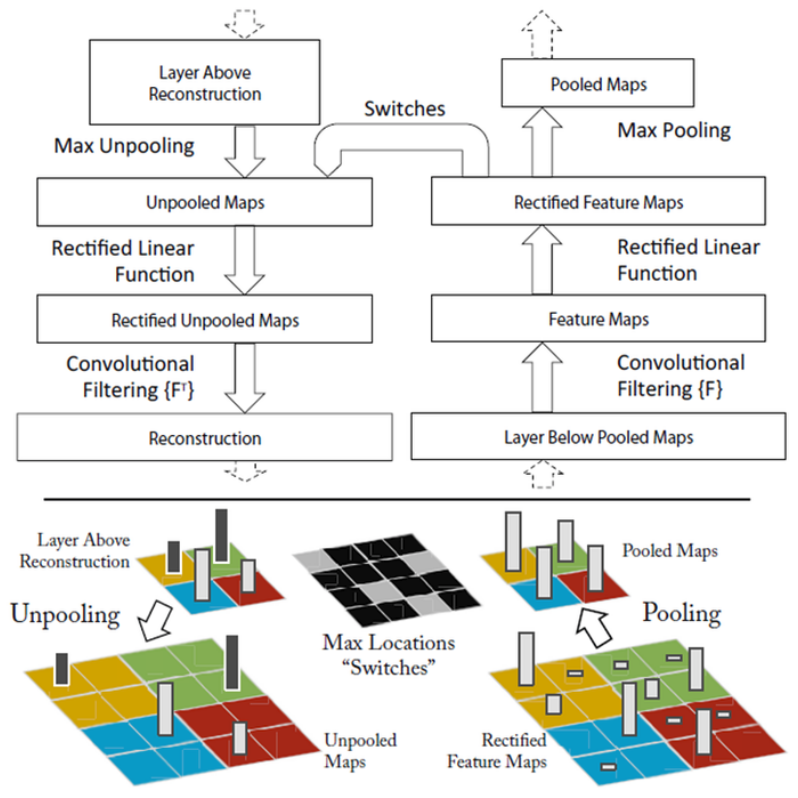 Layer Above
Reconstruction
Max Unpooling
Unpooled Maps
Rectified Linear
Function
Rectified Unpooled Maps
Convolutional
Filtering {Fᵀ}
Reconstruction
Switches
Pooled Maps
Max Pooling
Rectified Feature Maps
Rectified Linear
Function
Feature Maps
Convolutional
Filtering {F}
Layer Below Pooled Maps
Layer Above
Reconstruction
Unpooling
Unpooled
Maps
Max Locations
“Switches”
Pooled Maps
Pooling
Rectified
Feature Maps